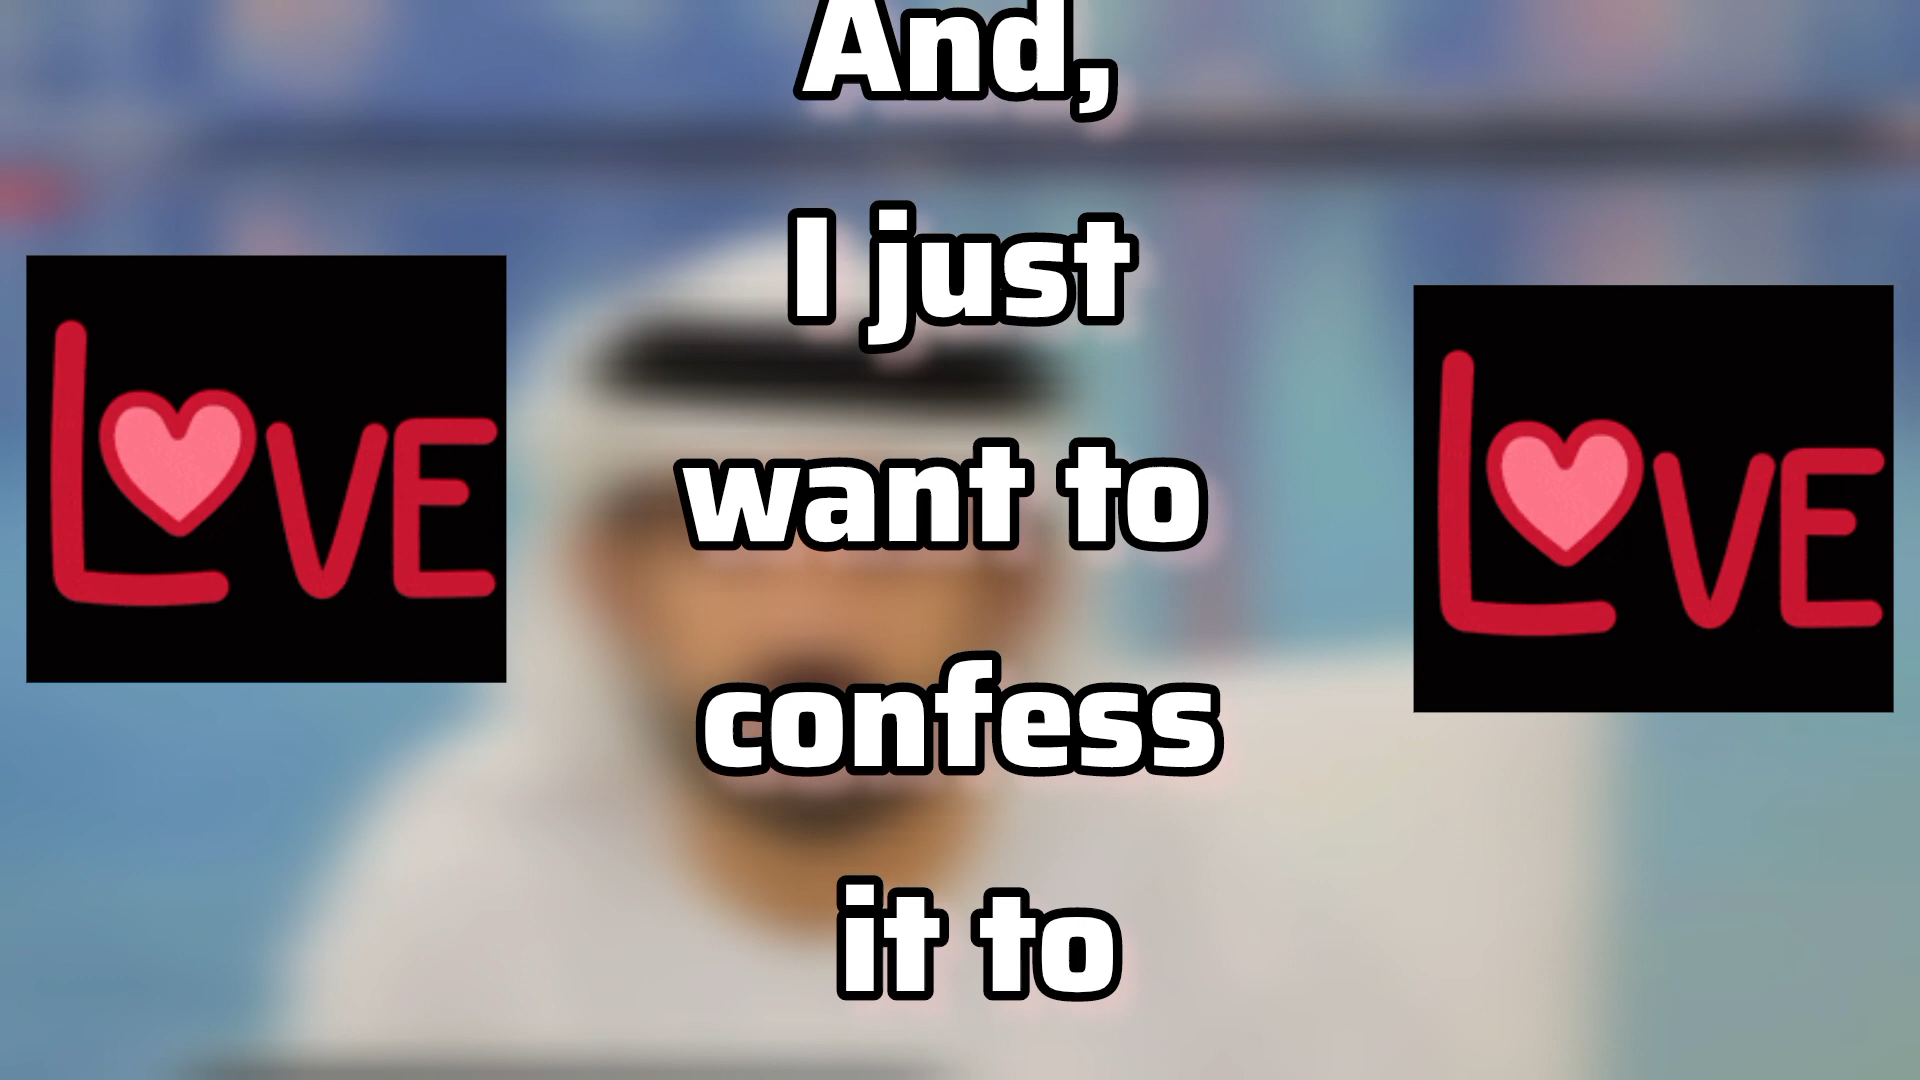 And,
I just
want to
confess
it to
LOVE
LOVE